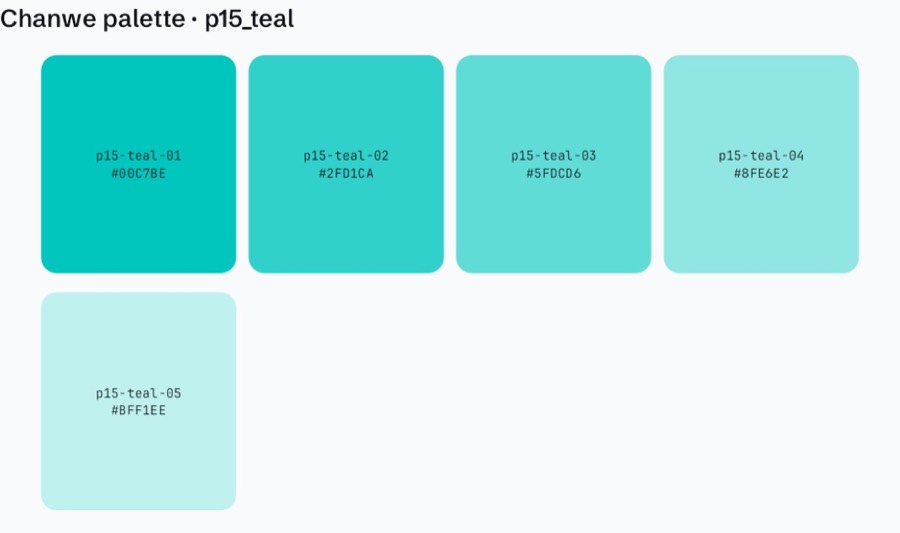 Chanwe palette · p15_teal
p15-teal-01
#00C7BE
p15-teal-02
#2FD1CA
p15-teal-03
#5FDCD6
p15-teal-04
#8FE6E2
p15-teal-05
#BFF1EE